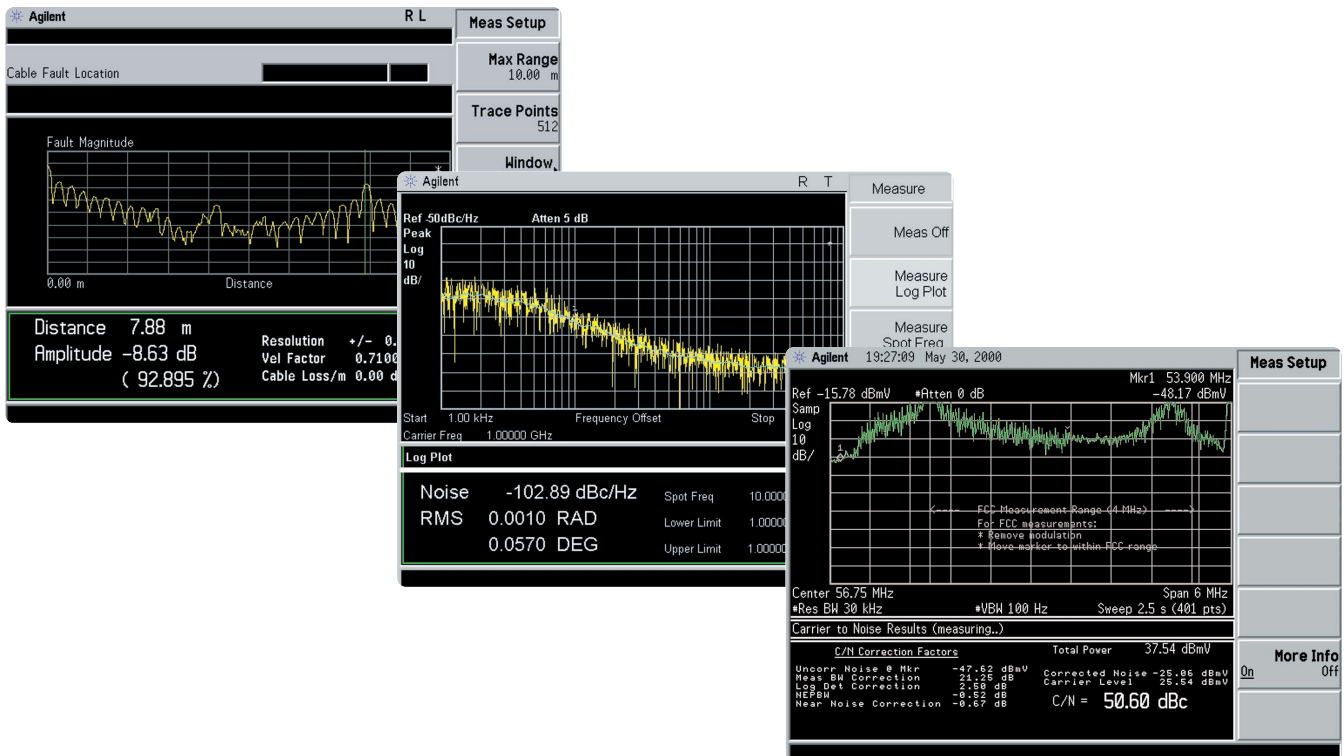 Agilent R L
Meas Setup
Max Range
10.00 m
Trace Points
512
Window
Cable Fault Location
Fault Magnitude
0.00 m Distance
Distance 7.88 m
Amplitude -8.63 dB
( 92.895 %)
Resolution +/- 0.
Vel Factor 0.7100
Cable Loss/m 0.00 d
Agilent R T
Measure
Meas Off
Measure
Log Plot
Measure
Spot Freq
Ref -50dBc/Hz Atten 5 dB
Peak
Log
10
dB/
Start 1.00 kHz Frequency Offset Stop
Carrier Freq 1.00000 GHz
Log Plot
Noise -102.89 dBc/Hz
RMS 0.0010 RAD
0.0570 DEG
Spot Freq 10.0000
Lower Limit 1.00000
Upper Limit 1.00000
Agilent 19:27:09 May 30, 2000
Meas Setup
Mkr1 53.900 MHz
Ref -15.78 dBmV #Atten 0 dB -48.17 dBmV
Samp
Log
10
dB/
1
<---- FCC Measurement Range (4 MHz) ---->
For FCC measurements:
* Remove modulation
* Move marker to within FCC range
Center 56.75 MHz Span 6 MHz
#Res BW 30 kHz #VBW 100 Hz Sweep 2.5 s (401 pts)
Carrier to Noise Results (measuring..)
C/N Correction Factors
Uncorr Noise @ Mkr -47.62 dBmV
Meas BW Correction 21.25 dB
Log Det Correction 2.50 dB
NEPBW -0.52 dB
Near Noise Correction -0.67 dB
Total Power 37.54 dBmV
Corrected Noise -25.06 dBmV
Carrier Level 25.54 dBmV
C/N = 50.60 dBc
More Info
On Off